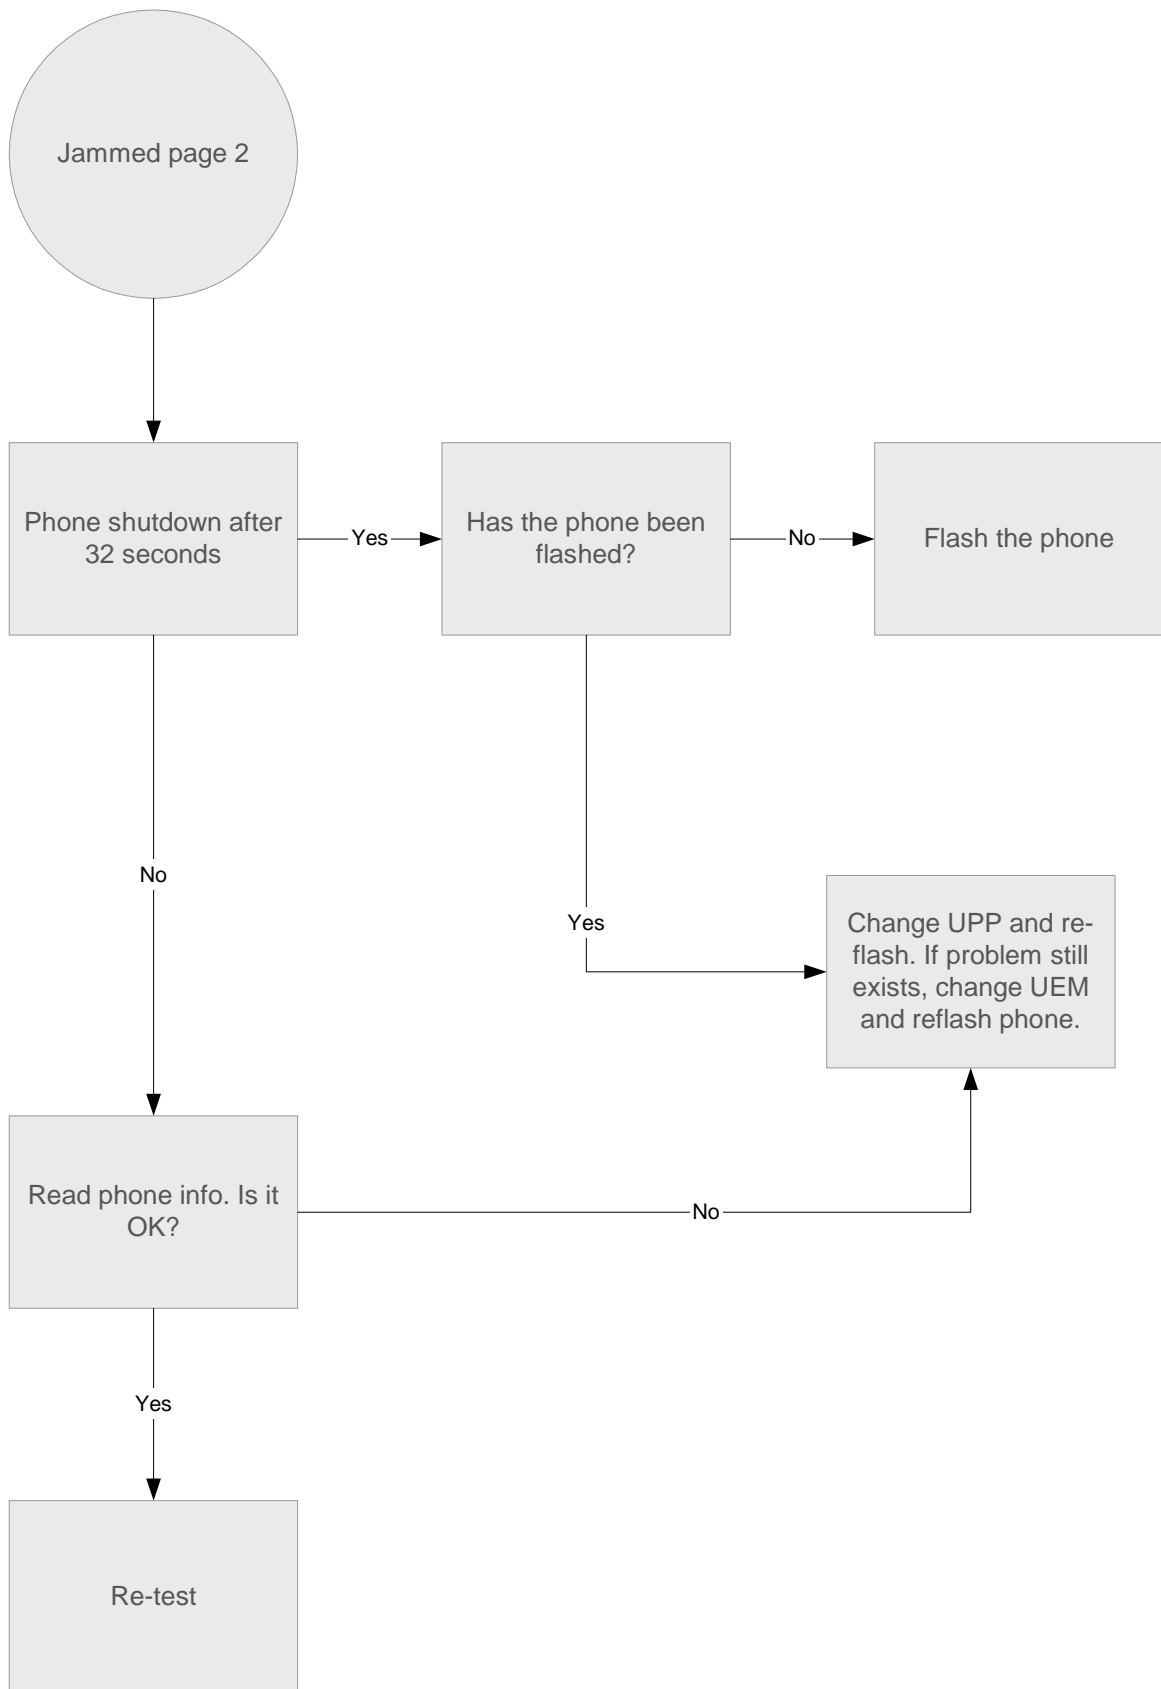 Jammed page 2
Phone shutdown after
32 seconds
Yes
Has the phone been
flashed?
No
Flash the phone
No
Yes
Change UPP and re-
flash. If problem still
exists, change UEM
and reflash phone.
Read phone info. Is it
OK?
No
Yes
Re-test